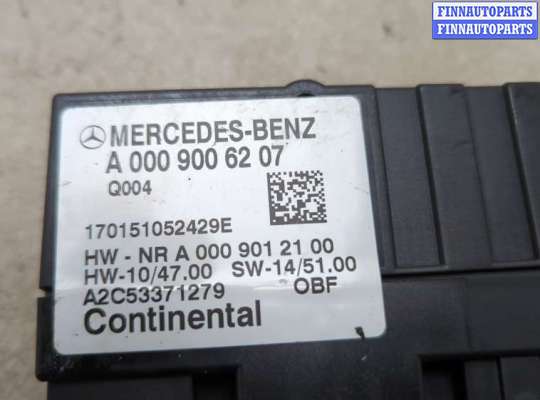 FINNAUTOPARTS
FINNAUTOPARTS
MERCEDES-BENZ
A 000 900 62 07
Q004
170151052429E
HW - NR A 000 901 21 00
HW-10/47.00 SW-14/51.00
A2C53371279 OBF
Continental